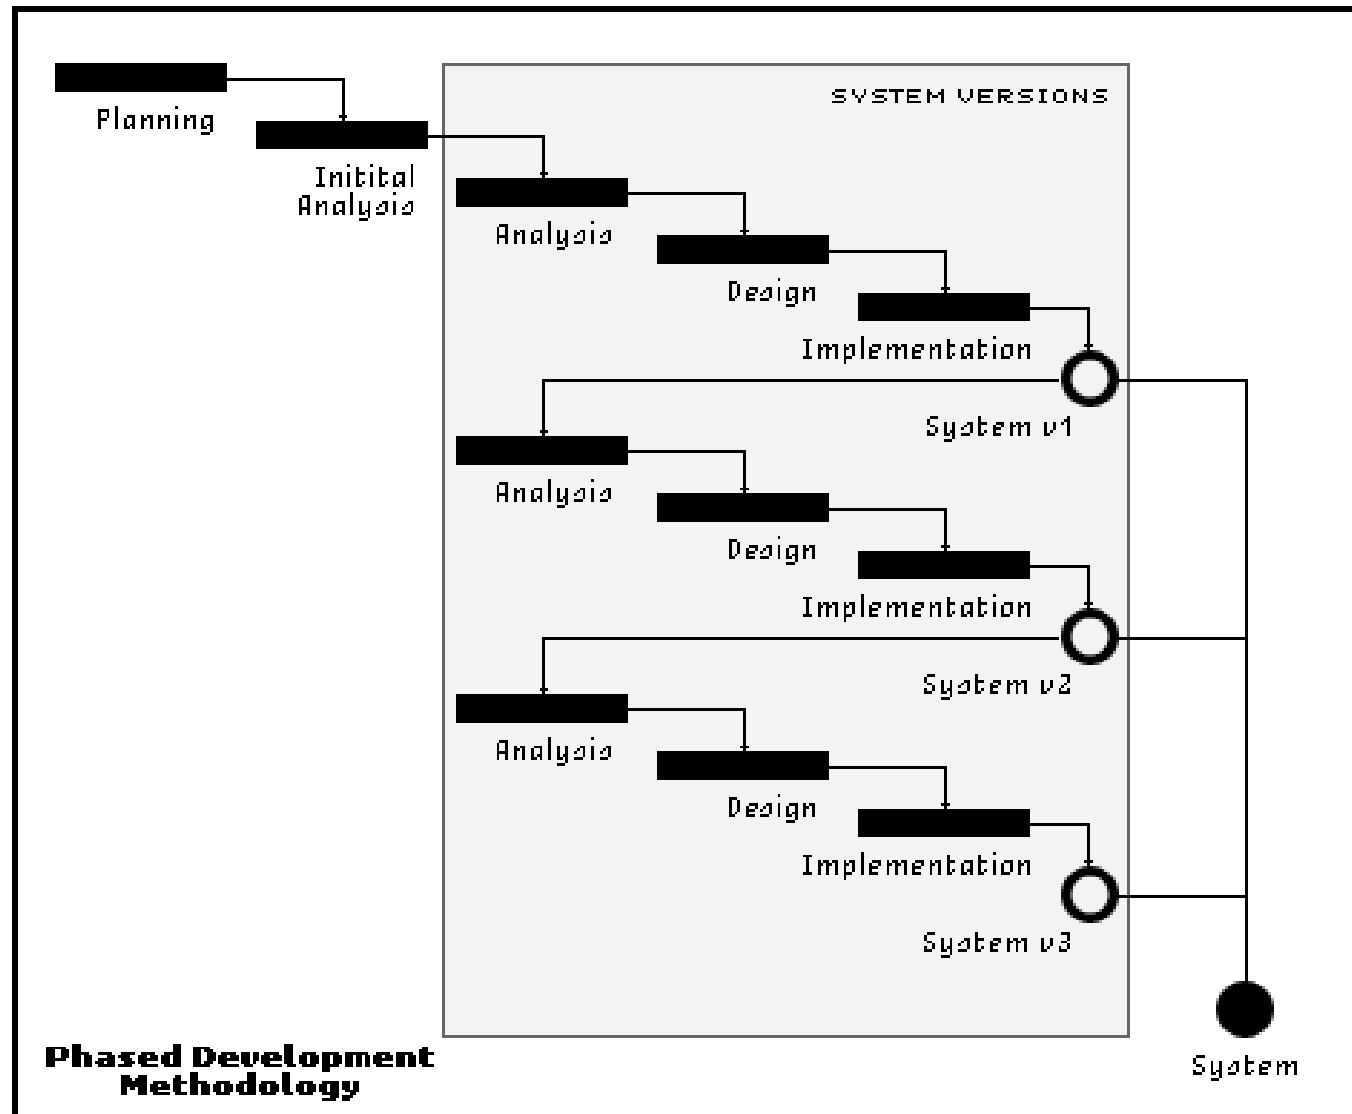 SYSTEM VERSIONS
Planning
Initital
Analysis
Analysis
Design
Implementation
System v1
Analysis
Design
Implementation
System v2
Analysis
Design
Implementation
System v3
Phased Development
Methodology
System